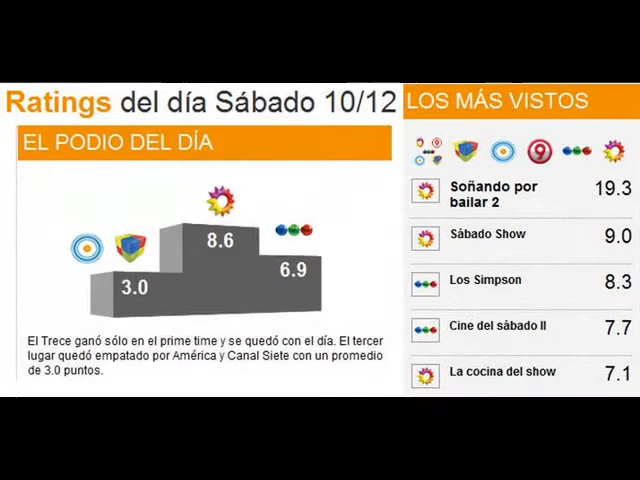 Ratings del día Sábado 10/12
EL PODIO DEL DÍA
8.6
3.0
6.9
El Trece ganó sólo en el prime time y se quedó con el día. El tercer
lugar quedó empatado por América y Canal Siete con un promedio
de 3.0 puntos.
LOS MÁS VISTOS
9
Soñando por
bailar 2
19.3
Sábado Show
9.0
Los Simpson
8.3
Cine del sábado II
7.7
La cocina del show
7.1